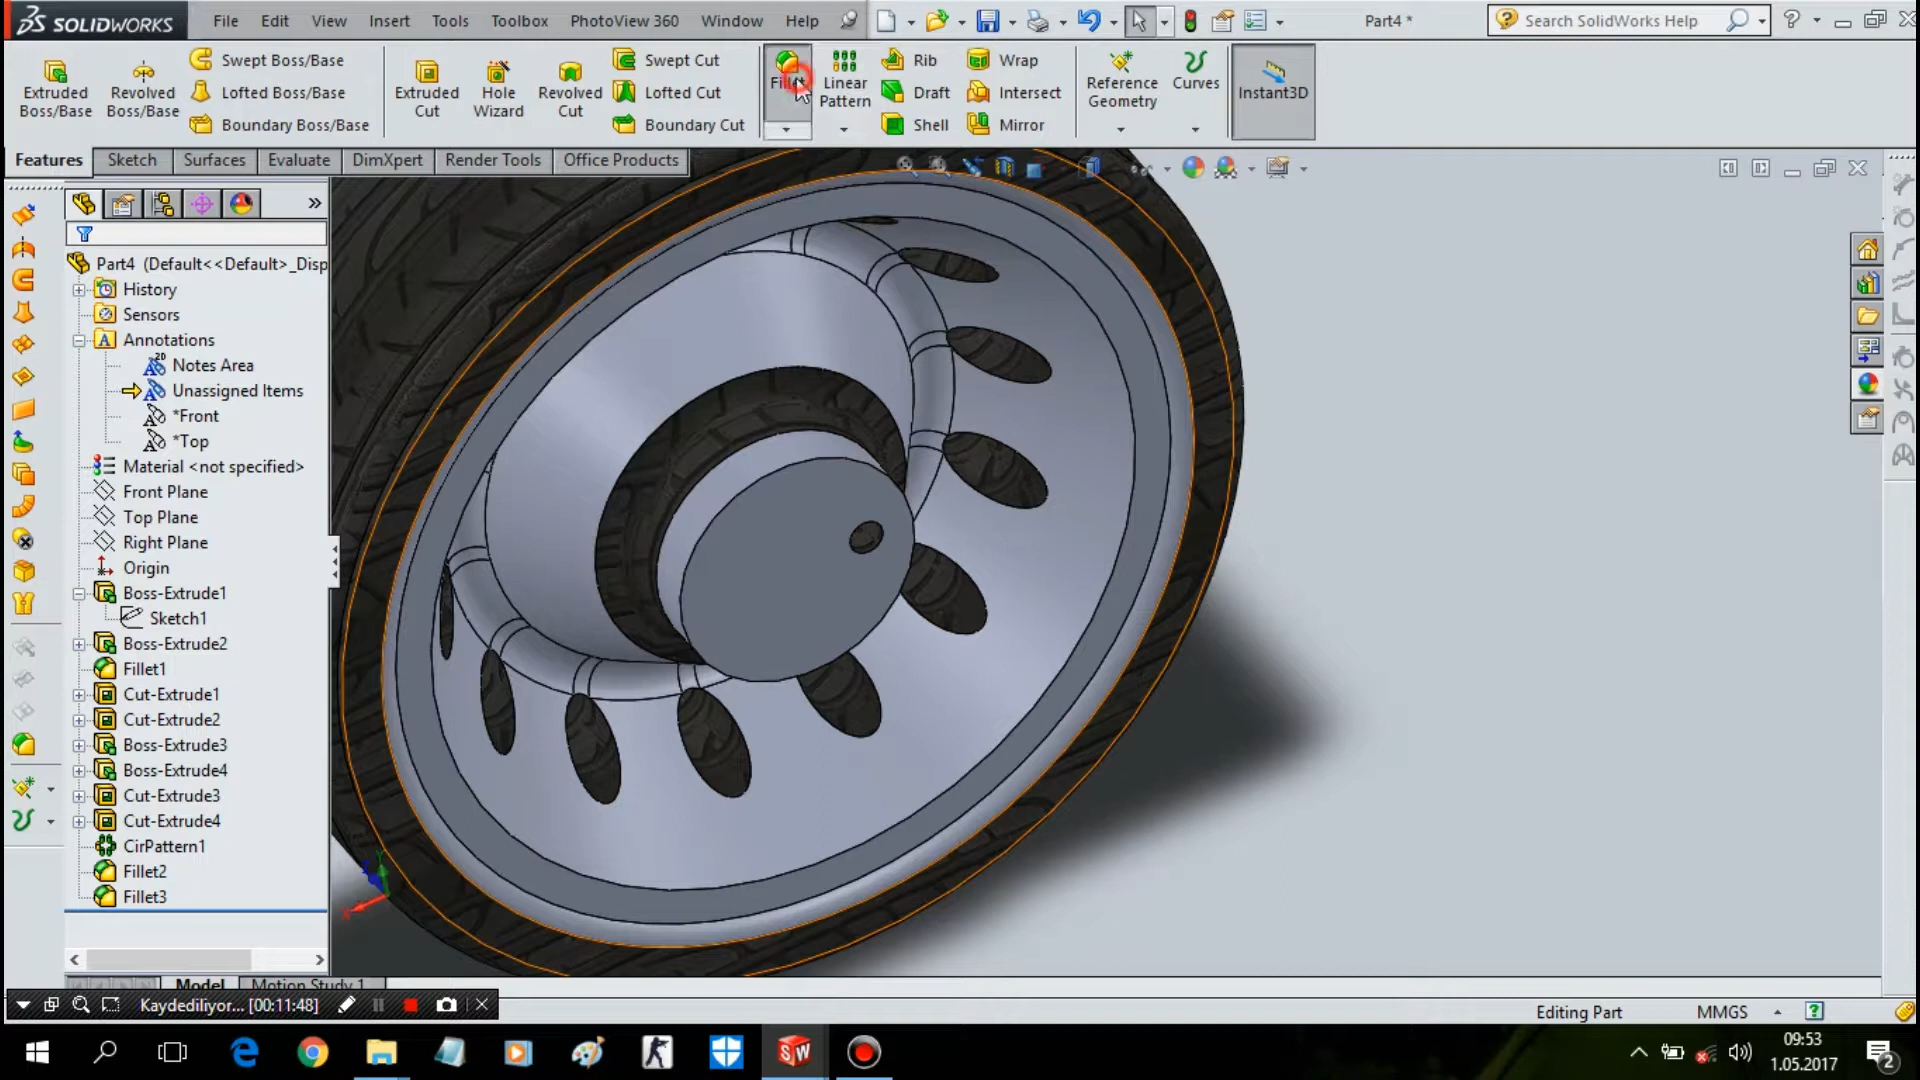 SOLIDWORKS File Edit View Insert Tools Toolbox PhotoView 360 Window Help Part4 * Search SolidWorks Help
Extruded Boss/Base
Revolved Boss/Base
Swept Boss/Base
Lofted Boss/Base
Boundary Boss/Base
Extruded Cut
Hole Wizard
Revolved Cut
Swept Cut
Lofted Cut
Boundary Cut
Fillet
Linear Pattern
Rib
Draft
Shell
Wrap
Intersect
Mirror
Reference Geometry
Curves
Instant3D
Features Sketch Surfaces Evaluate DimXpert Render Tools Office Products
Part4 (Default<<Default>_Disp
History
Sensors
Annotations
Notes Area
Unassigned Items
*Front
*Top
Material <not specified>
Front Plane
Top Plane
Right Plane
Origin
Boss-Extrude1
Sketch1
Boss-Extrude2
Fillet1
Cut-Extrude1
Cut-Extrude2
Boss-Extrude3
Boss-Extrude4
Cut-Extrude3
Cut-Extrude4
CirPattern1
Fillet2
Fillet3
Model Motion Study 1
Kaydediliyor... [00:11:48]
Editing Part MMGS
09:53
1.05.2017
2